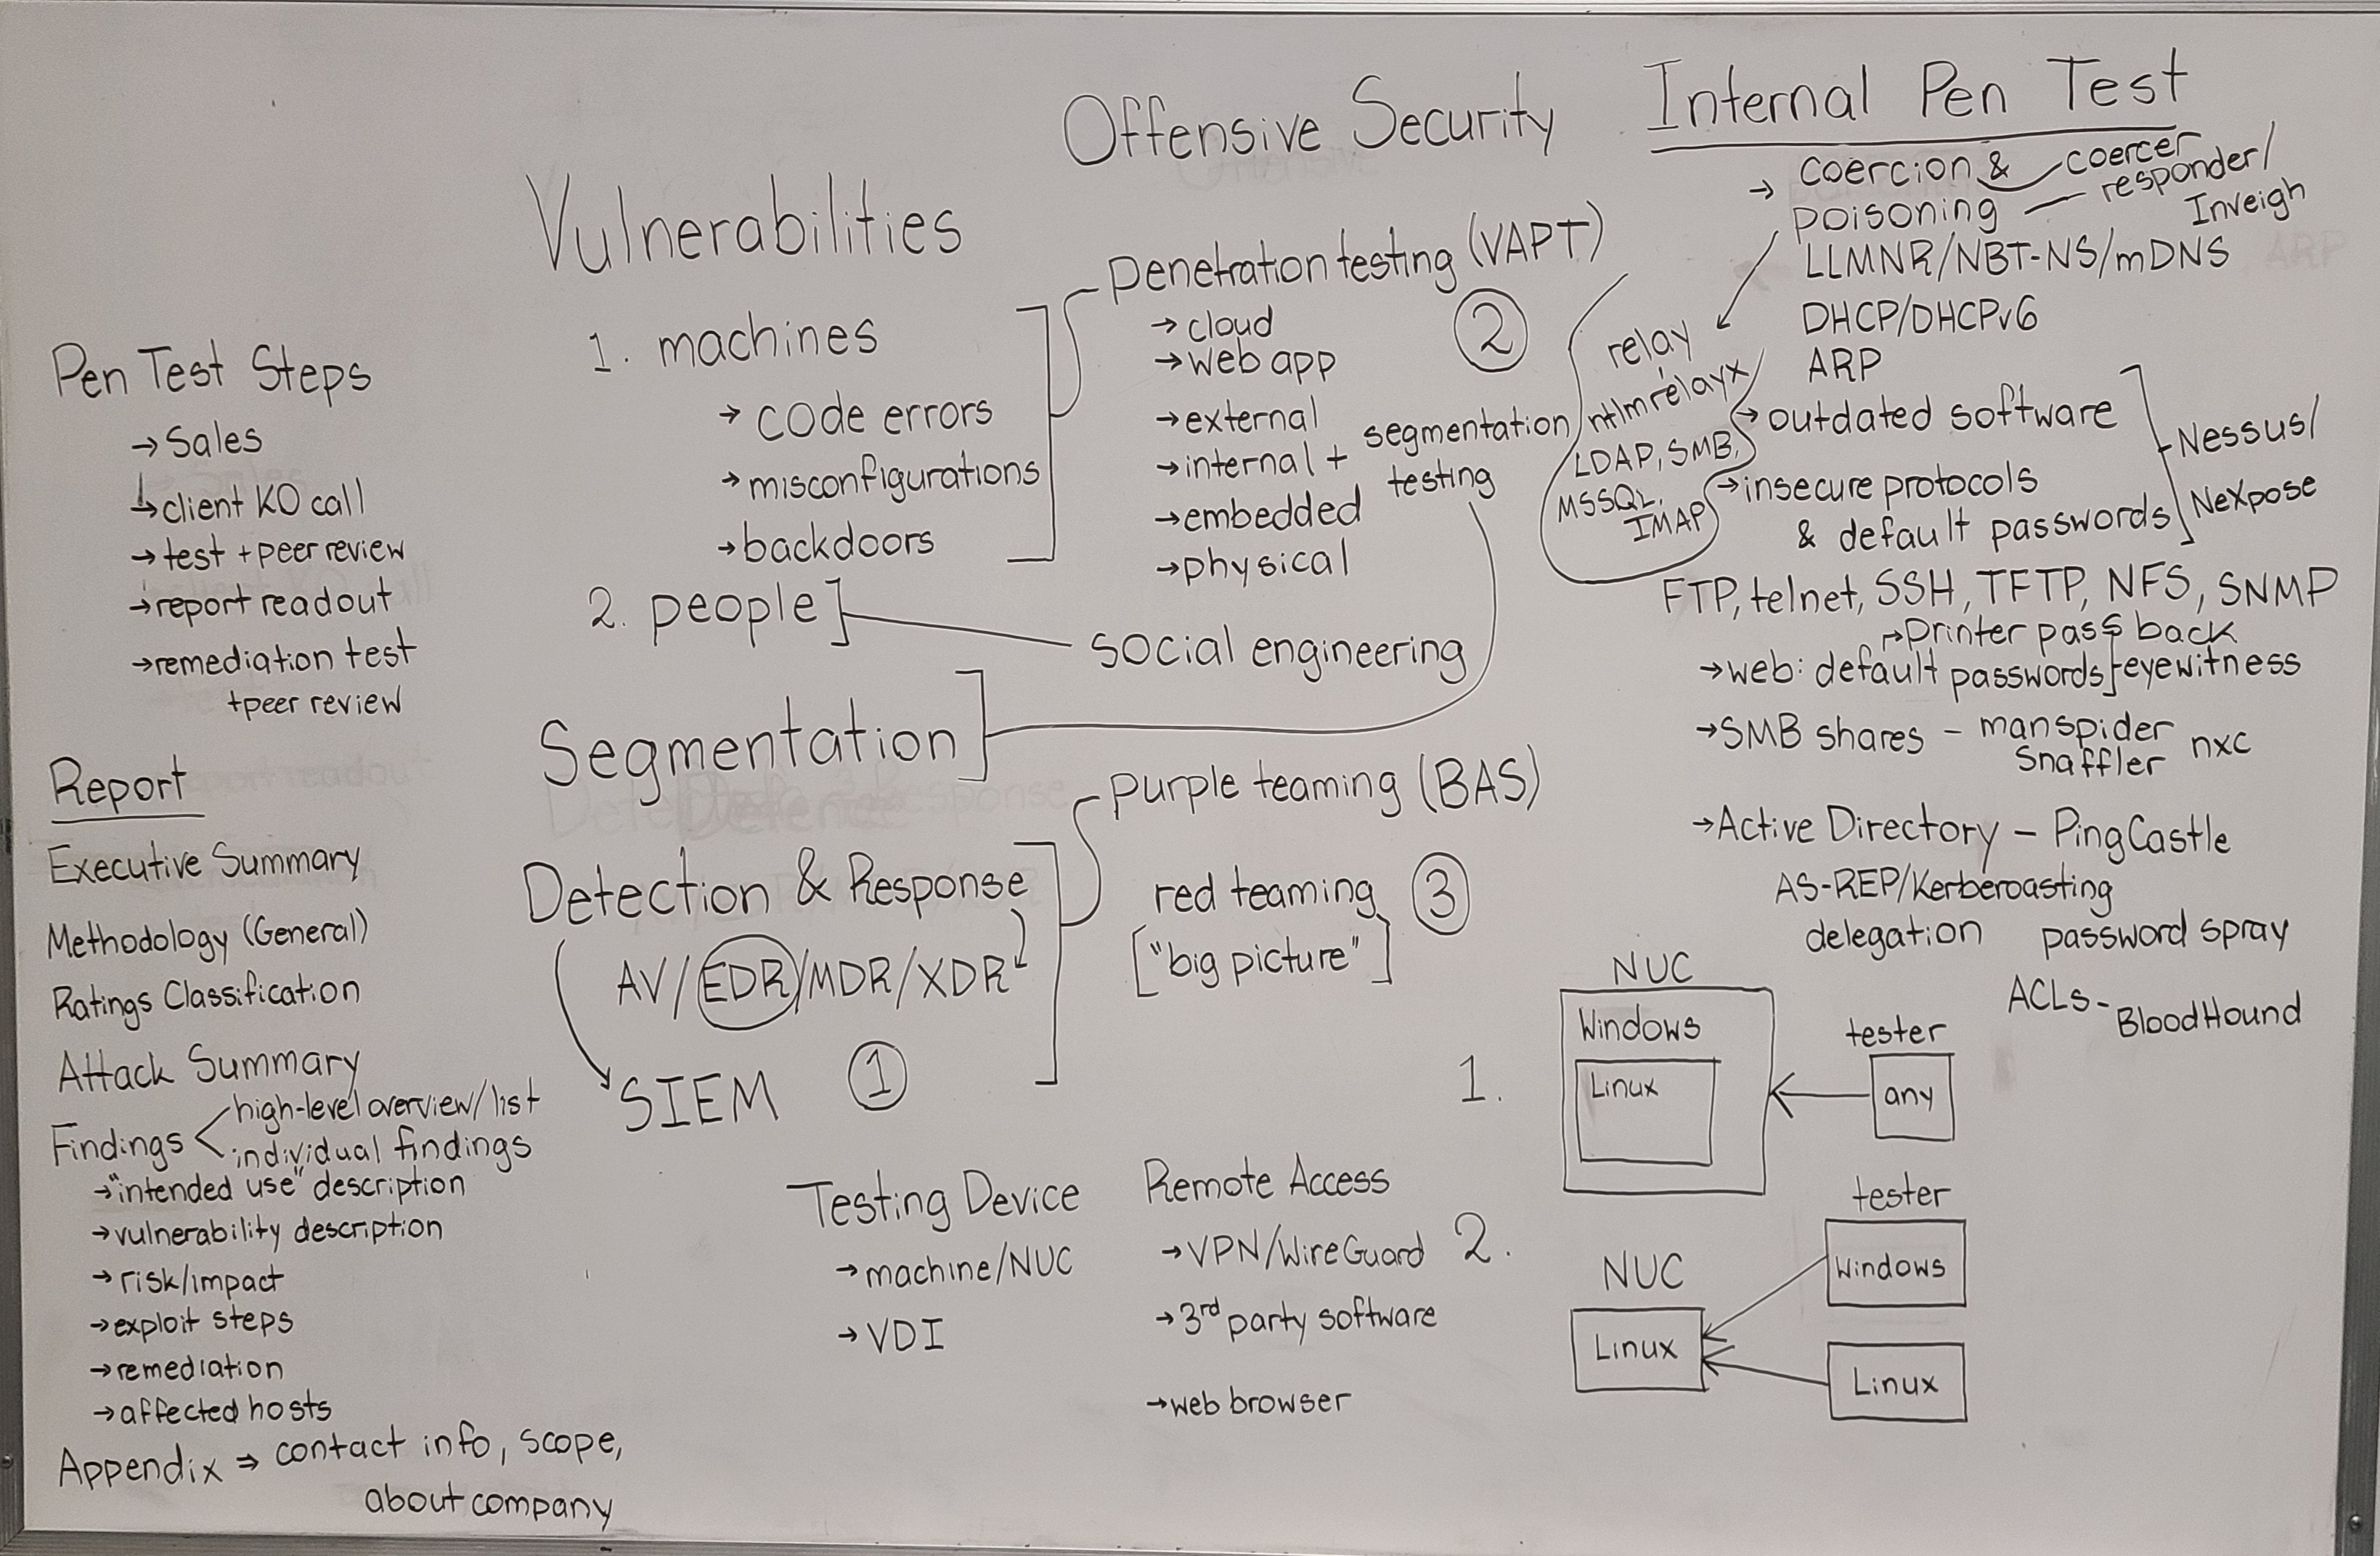 Pen Test Steps
→ Sales
↳ client KO call
→ test + peer review
→ report readout
→ remediation test
+ peer review
Report
Executive Summary
Methodology (General)
Ratings Classification
Attack Summary
Findings < high-level overview/list
individual findings
→ "intended use" description
→ vulnerability description
→ risk/impact
→ exploit steps
→ remediation
→ affected hosts
Appendix ⇒ contact info, scope,
about company
Vulnerabilities
1. machines
→ code errors
→ misconfigurations
→ backdoors
2. people
Segmentation
Detection & Response
AV/EDR/MDR/XDR
SIEM ①
Testing Device
→ machine/NUC
→ VDI
Offensive Security
penetration testing (VAPT)
②
→ cloud
→ web app
→ external
→ internal + segmentation
testing
→ embedded
→ physical
social engineering
purple teaming (BAS)
red teaming ③
["big picture"]
Remote Access
→ VPN/WireGuard
→ 3rd party software
→ web browser
Internal Pen Test
→ coercion & coercer
poisoning — responder/
Inveigh
LLMNR/NBT-NS/mDNS
DHCP/DHCPv6
ARP
relay
ntlmrelayx
LDAP, SMB,
MSSQL,
IMAP
→ outdated software
→ insecure protocols
& default passwords
Nessus/
NeXpose
FTP, telnet, SSH, TFTP, NFS, SNMP
→ printer pass back
→ web: default passwords] eyewitness
→ SMB shares - manspider
Snaffler nxc
→ Active Directory - PingCastle
AS-REP/Kerberoasting
delegation password spray
ACLs - BloodHound
1.
NUC
Windows
Linux
tester
any
2.
NUC
Linux
tester
Windows
Linux